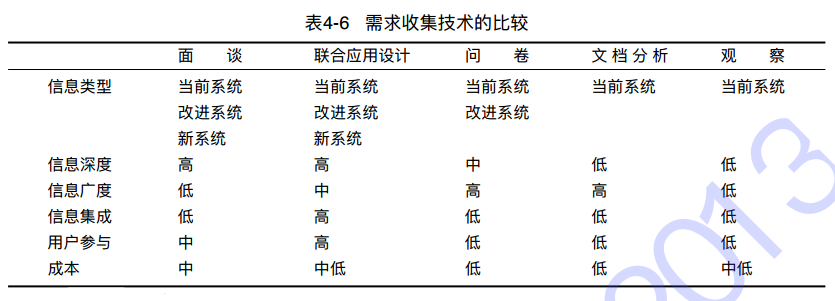 表4-6 需求收集技术的比较
面 谈 联合应用设计 问 卷 文档分析 观 察
信息类型 当前系统 当前系统 当前系统 当前系统 当前系统
改进系统 改进系统 改进系统
新系统 新系统
信息深度 高 高 中 低 低
信息广度 低 中 高 高 低
信息集成 低 高 低 低 低
用户参与 中 高 低 低 低
成本 中 中低 低 低 中低
2013